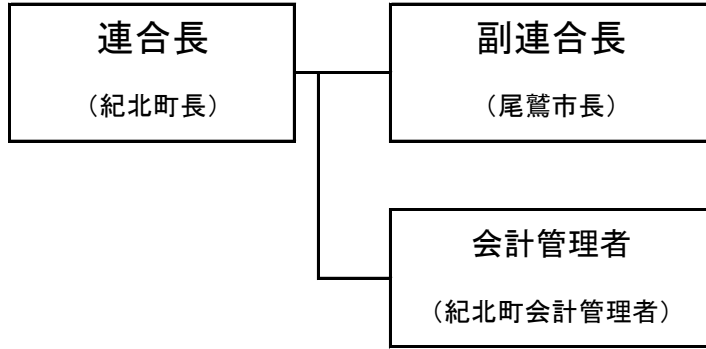 連合長
（紀北町長）
副連合長
（尾鷲市長）
会計管理者
（紀北町会計管理者）